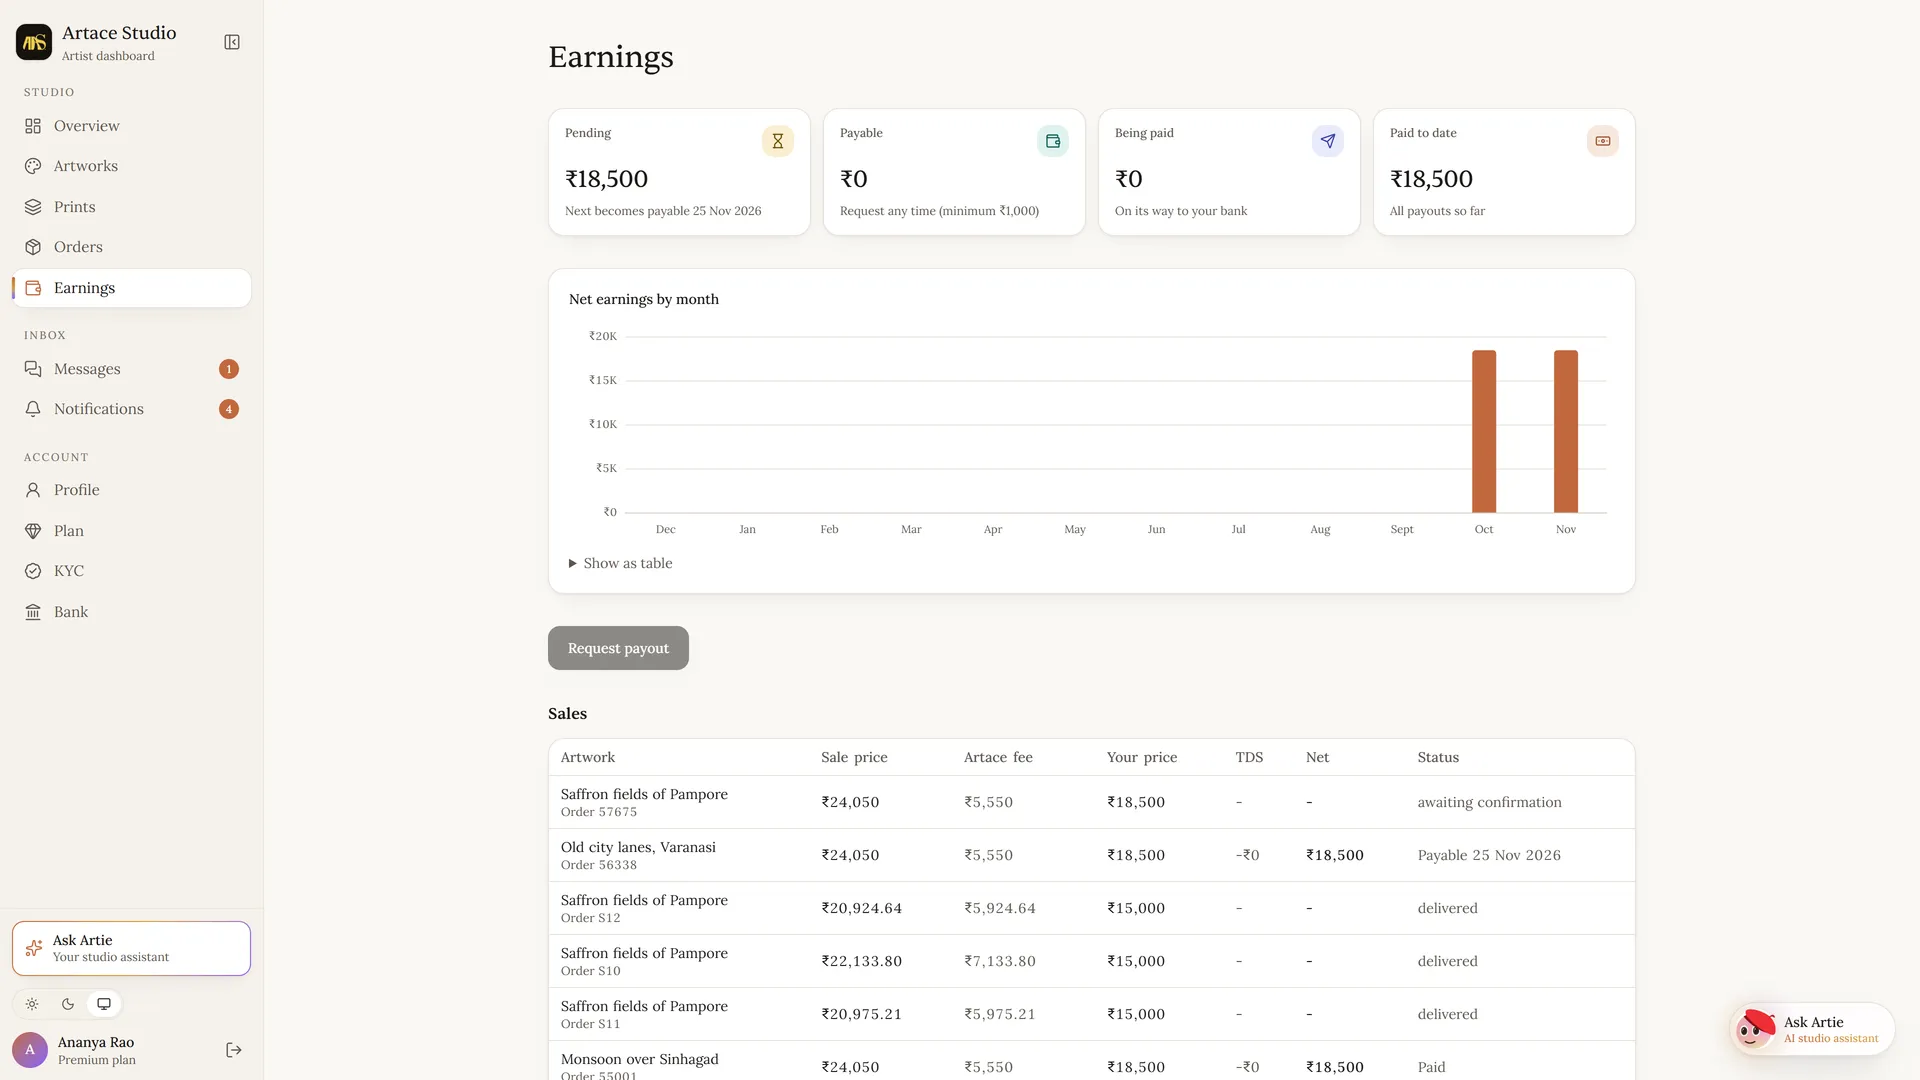 Artace Studio
Artist dashboard
STUDIO
Overview
Artworks
Prints
Orders
Earnings
INBOX
Messages 1
Notifications 4
ACCOUNT
Profile
Plan
KYC
Bank
Ask Artie
Your studio assistant
A
Ananya Rao
Premium plan
Earnings
Pending
₹18,500
Next becomes payable 25 Nov 2026
Payable
₹0
Request any time (minimum ₹1,000)
Being paid
₹0
On its way to your bank
Paid to date
₹18,500
All payouts so far
Net earnings by month
₹20K
₹15K
₹10K
₹5K
₹0
Dec Jan Feb Mar Apr May Jun Jul Aug Sept Oct Nov
Show as table
Request payout
Sales
Artwork Sale price Artace fee Your price TDS Net Status
Saffron fields of Pampore
Order 57675
₹24,050 ₹5,550 ₹18,500 - - awaiting confirmation
Old city lanes, Varanasi
Order 56338
₹24,050 ₹5,550 ₹18,500 -₹0 ₹18,500 Payable 25 Nov 2026
Saffron fields of Pampore
Order S12
₹20,924.64 ₹5,924.64 ₹15,000 - - delivered
Saffron fields of Pampore
Order S10
₹22,133.80 ₹7,133.80 ₹15,000 - - delivered
Saffron fields of Pampore
Order S11
₹20,975.21 ₹5,975.21 ₹15,000 - - delivered
Monsoon over Sinhagad
Order 55001
₹24,050 ₹5,550 ₹18,500 -₹0 ₹18,500 Paid
Ask Artie
AI studio assistant